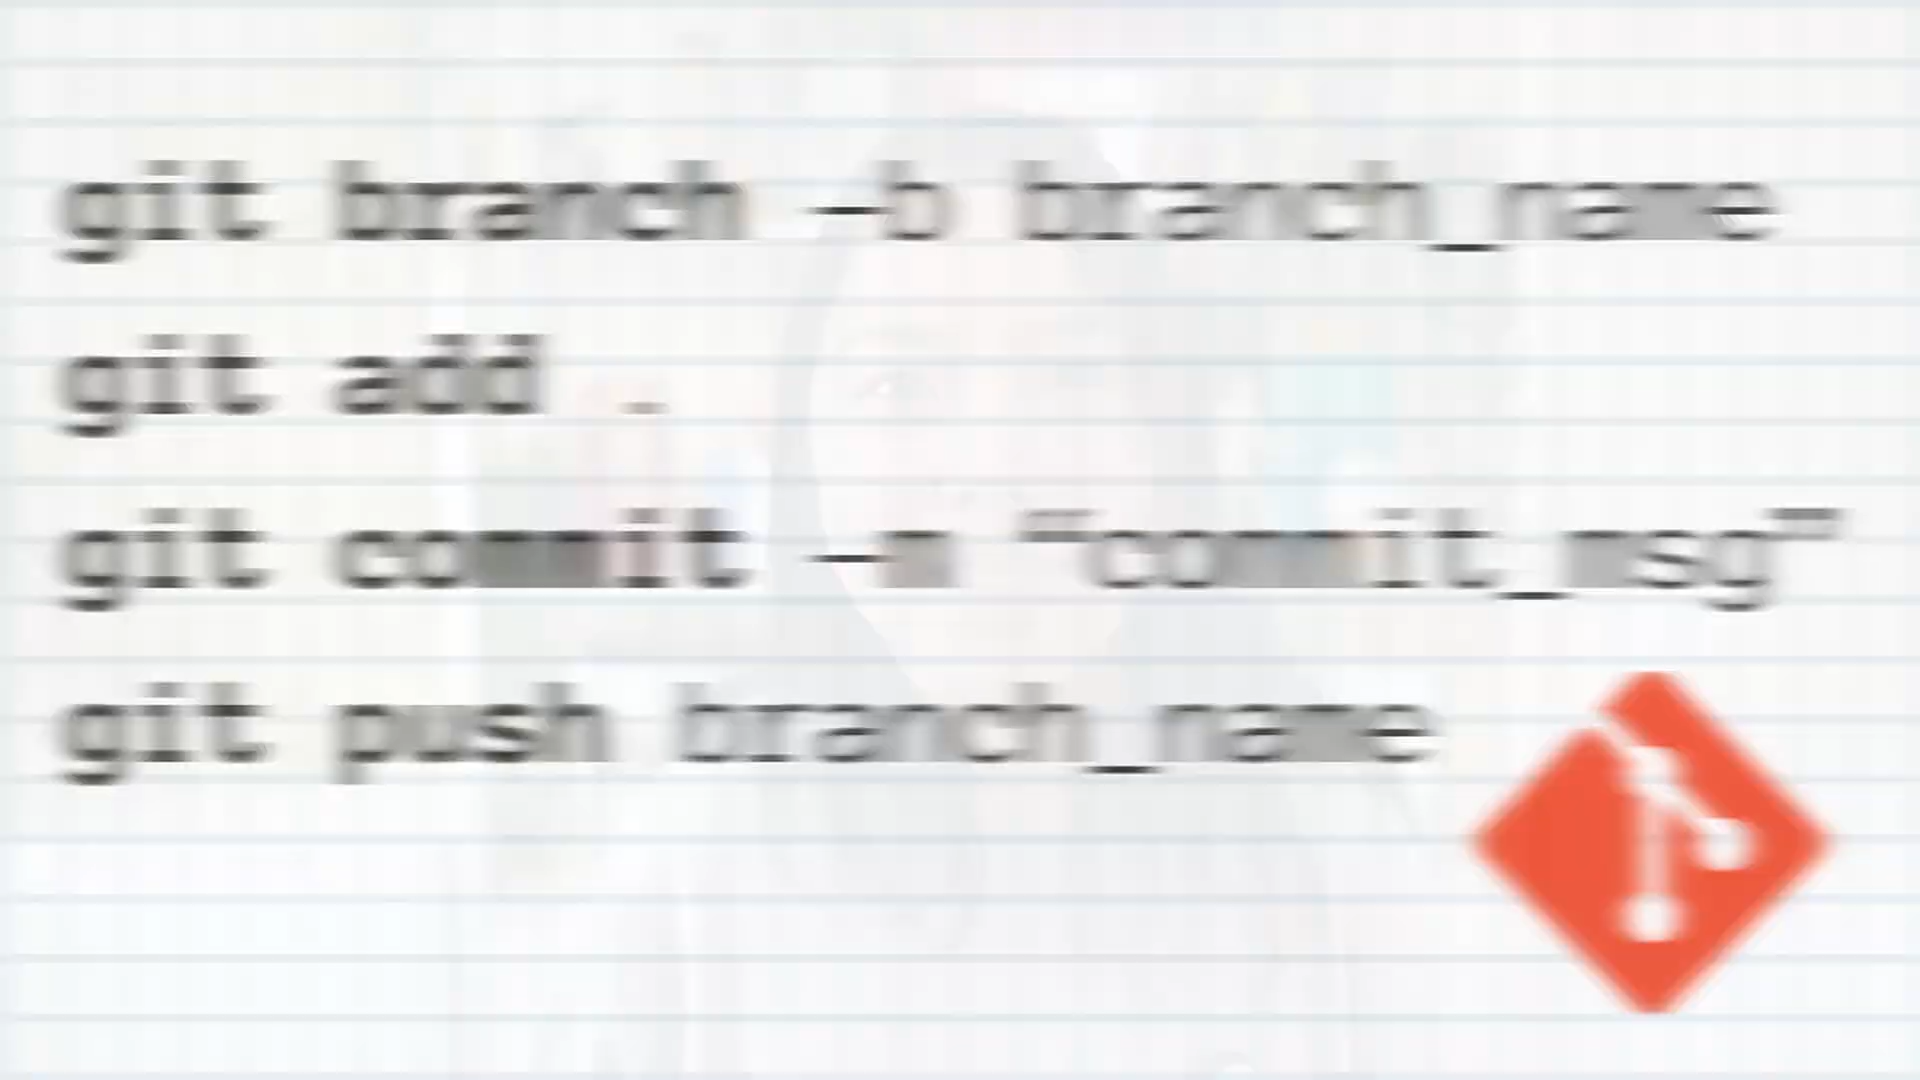 git branch -b branch_name
git add .
git commit -m "commit_msg"
git push branch_name